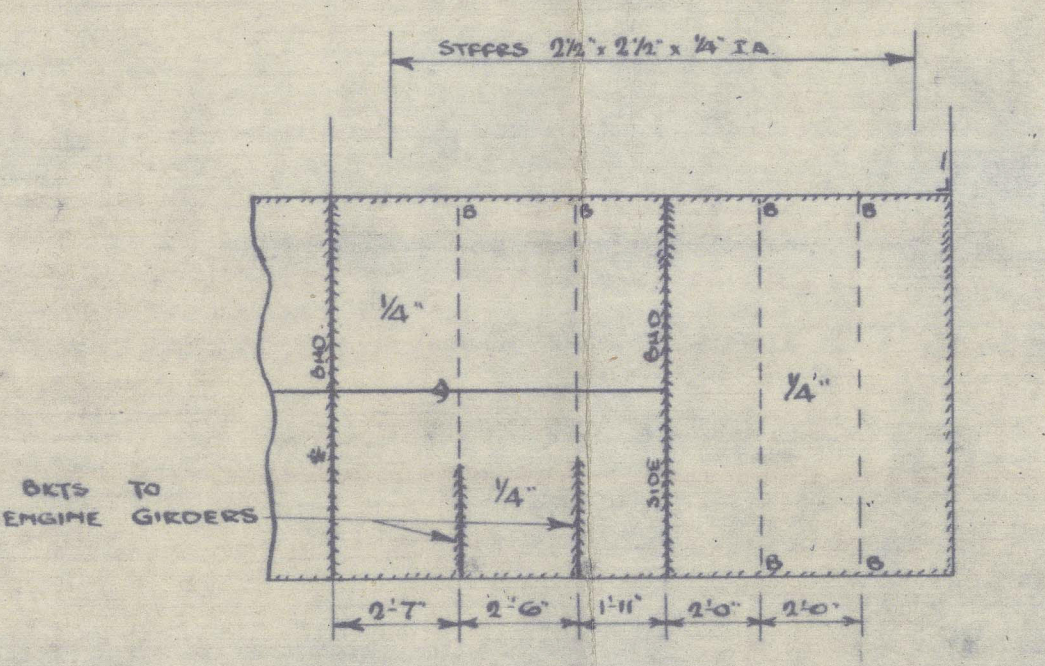 STFFRS 2½" x 2½" x ¼" I.A.
B B B B
¼"
BHD.
BHD
¼"
SIDE
¼"
BKTS TO
ENGINE GIRDERS
B B
2'-7" 2'-6" 1'-11" 2'-0" 2'-0"